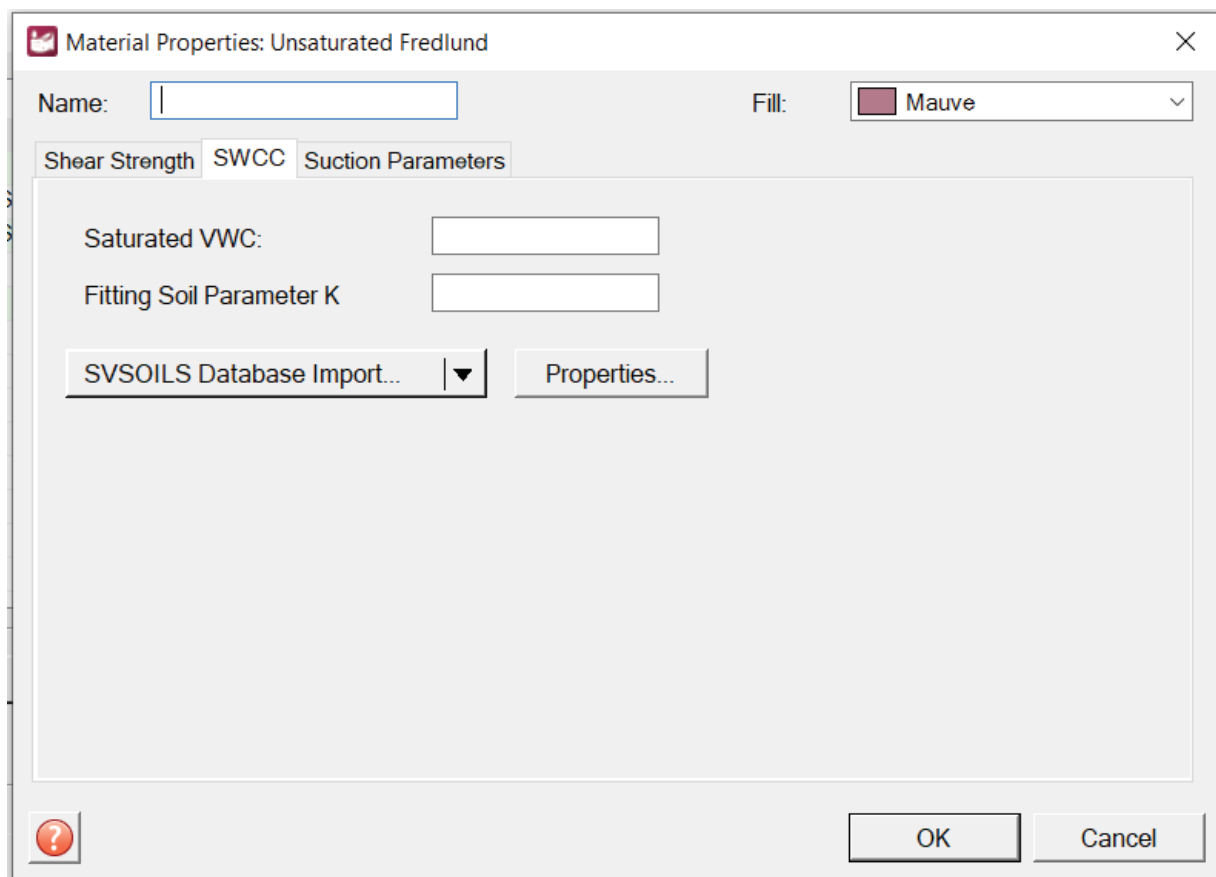 Material Properties: Unsaturated Fredlund
Name:
Fill:
Mauve
Shear Strength
SWCC
Suction Parameters
Saturated VWC:
Fitting Soil Parameter K
SVSOILS Database Import...
Properties...
?
OK
Cancel